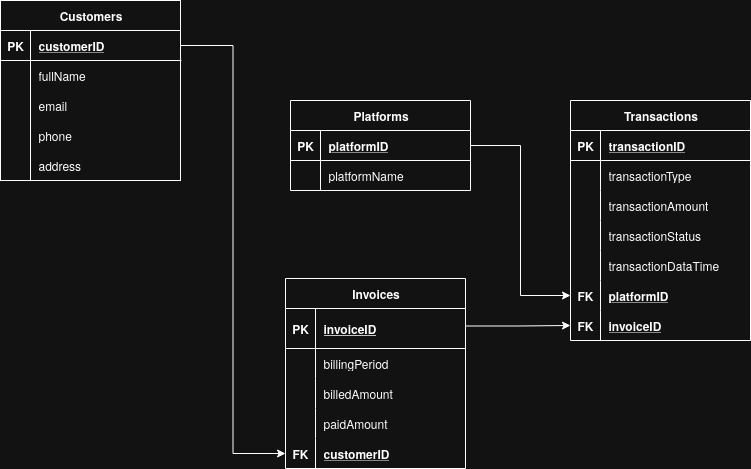 Customers
PK customerID
fullName
email
phone
address
Platforms
PK platformID
platformName
Transactions
PK transactionID
transactionType
transactionAmount
transactionStatus
transactionDataTime
FK platformID
FK invoiceID
Invoices
PK invoiceID
billingPeriod
billedAmount
paidAmount
FK customerID